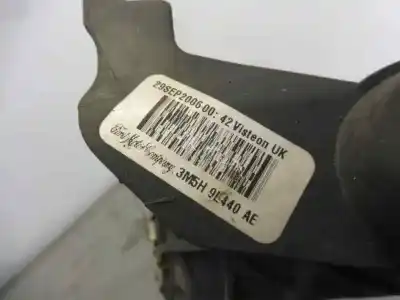 29SEP2006 00:42 Visteon UK
Ford Motor Company 3M5H 9L440 AE